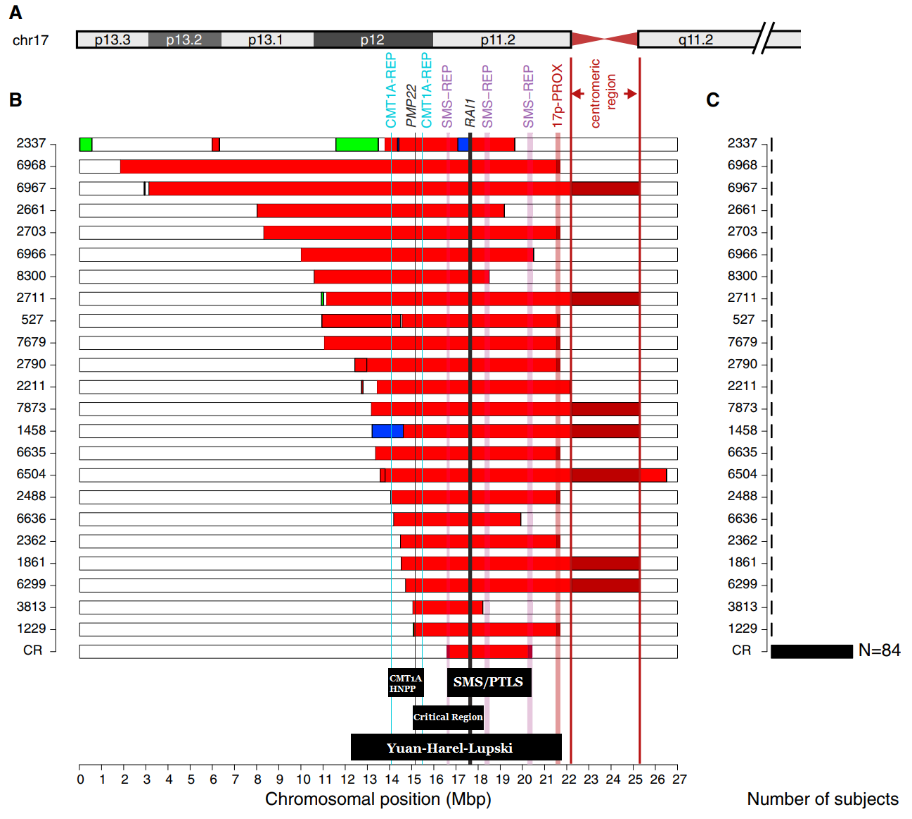 A
chr17
p13.3 p13.2 p13.1 p12 p11.2 q11.2
CMT1A-REP
PMP22
CMT1A-REP
SMS-REP
RAI1
SMS-REP
SMS-REP
17p-PROX
centromeric
region
B
C
2337 2337
6968 6968
6967 6967
2661 2661
2703 2703
6966 6966
8300 8300
2711 2711
527 527
7679 7679
2790 2790
2211 2211
7873 7873
1458 1458
6635 6635
6504 6504
2488 2488
6636 6636
2362 2362
1861 1861
6299 6299
3813 3813
1229 1229
CR CR N=84
CMT1A
HNPP
SMS/PTLS
Critical Region
Yuan-Harel-Lupski
0 1 2 3 4 5 6 7 8 9 10 11 12 13 14 15 16 17 18 19 20 21 22 23 24 25 26 27
Chromosomal position (Mbp) Number of subjects